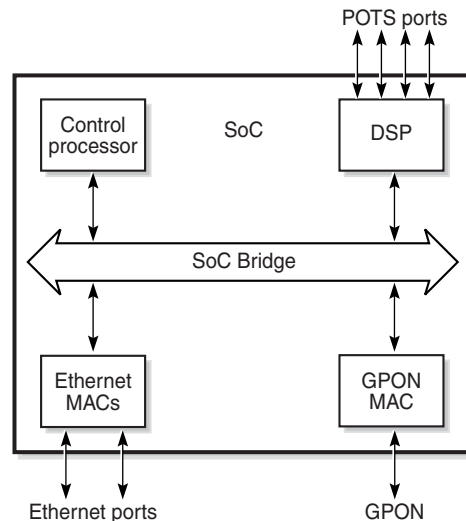 POTS ports
Control
processor
SoC
DSP
SoC Bridge
Ethernet
MACs
GPON
MAC
Ethernet ports
GPON